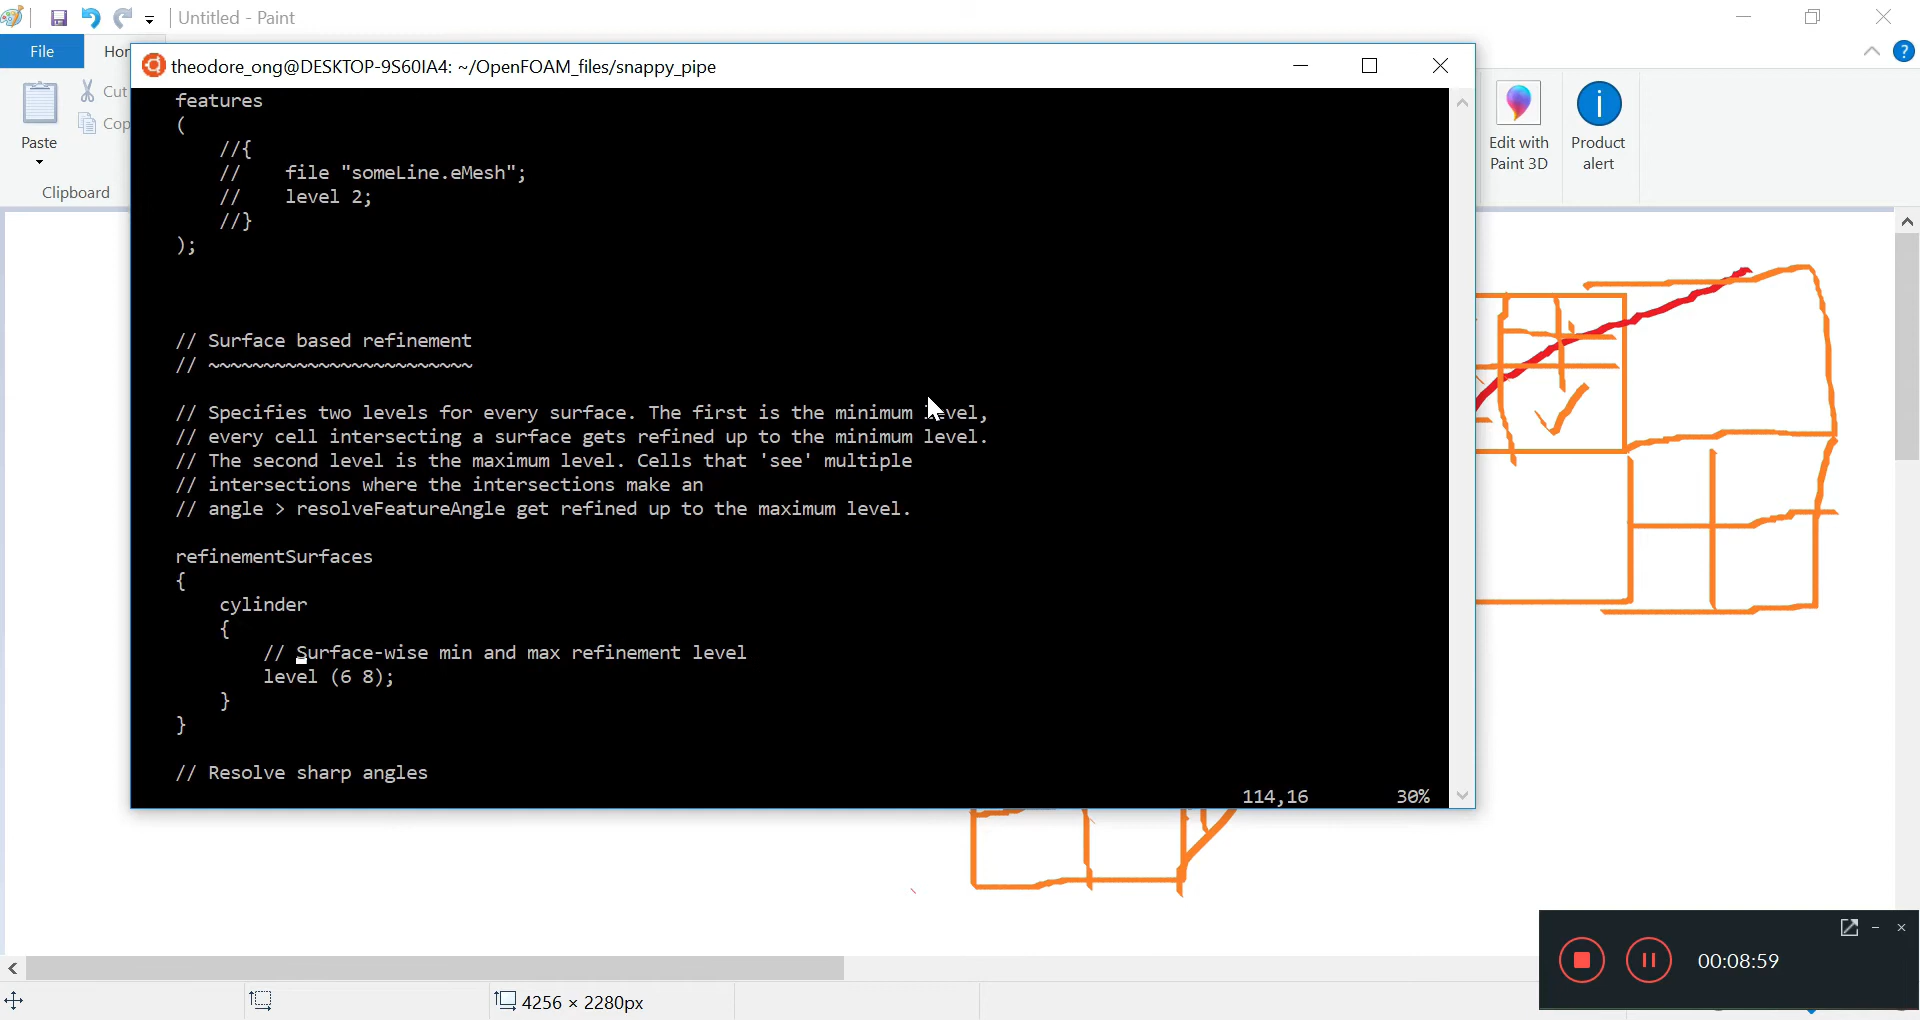 Untitled - Paint
File
Hor
theodore_ong@DESKTOP-9S60IA4: ~/OpenFOAM_files/snappy_pipe
Paste
Cut
Cop
Clipboard
Edit with
Paint 3D
Product
alert
features
(
//{
//    file "someLine.eMesh";
//    level 2;
//}
);
// Surface based refinement
// ~~~~~~~~~~~~~~~~~~~~~~~~
// Specifies two levels for every surface. The first is the minimum level,
// every cell intersecting a surface gets refined up to the minimum level.
// The second level is the maximum level. Cells that 'see' multiple
// intersections where the intersections make an
// angle > resolveFeatureAngle get refined up to the maximum level.
refinementSurfaces
{
cylinder
{
// Surface-wise min and max refinement level
level (6 8);
}
}
// Resolve sharp angles
114,16
30%
00:08:59
4256 × 2280px